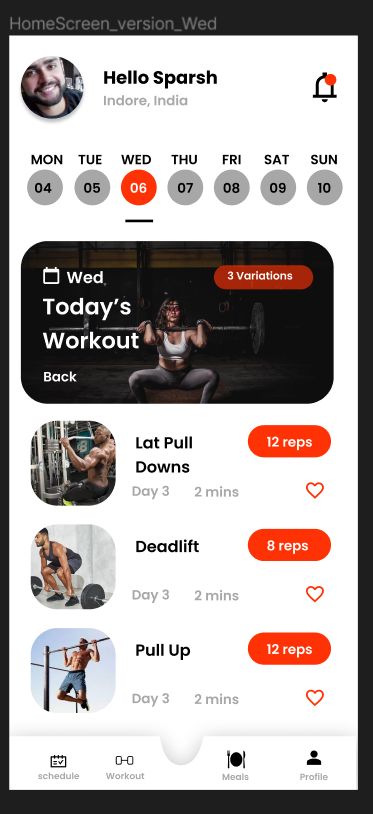 HomeScreen_version_Wed
Hello Sparsh
Indore, India
MON TUE WED THU FRI SAT SUN
04 05 06 07 08 09 10
Wed
3 Variations
Today's
Workout
Back
Lat Pull
Downs
12 reps
Day 3 2 mins
Deadlift
8 reps
Day 3 2 mins
Pull Up
12 reps
Day 3 2 mins
schedule Workout Meals Profile